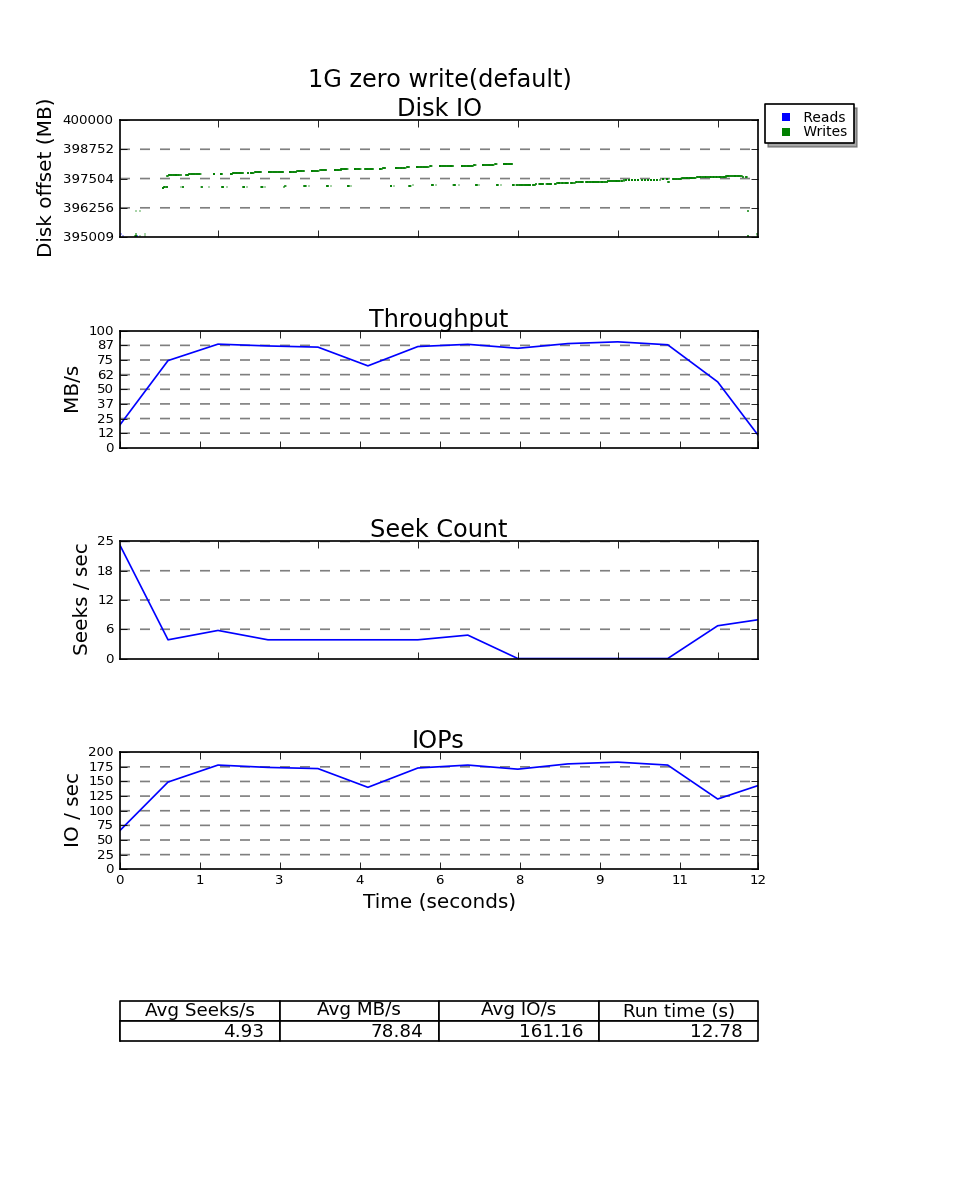 1G zero write(default)
Disk IO
Disk offset (MB)
400000
398752
397504
396256
395009
Reads
Writes
Throughput
MB/s
100
87
75
62
50
37
25
12
0
Seek Count
Seeks / sec
25
18
12
6
0
IOPs
IO / sec
200
175
150
125
100
75
50
25
0
0 1 3 4 6 8 9 11 12
Time (seconds)
Avg Seeks/s Avg MB/s Avg IO/s Run time (s)
4.93 78.84 161.16 12.78